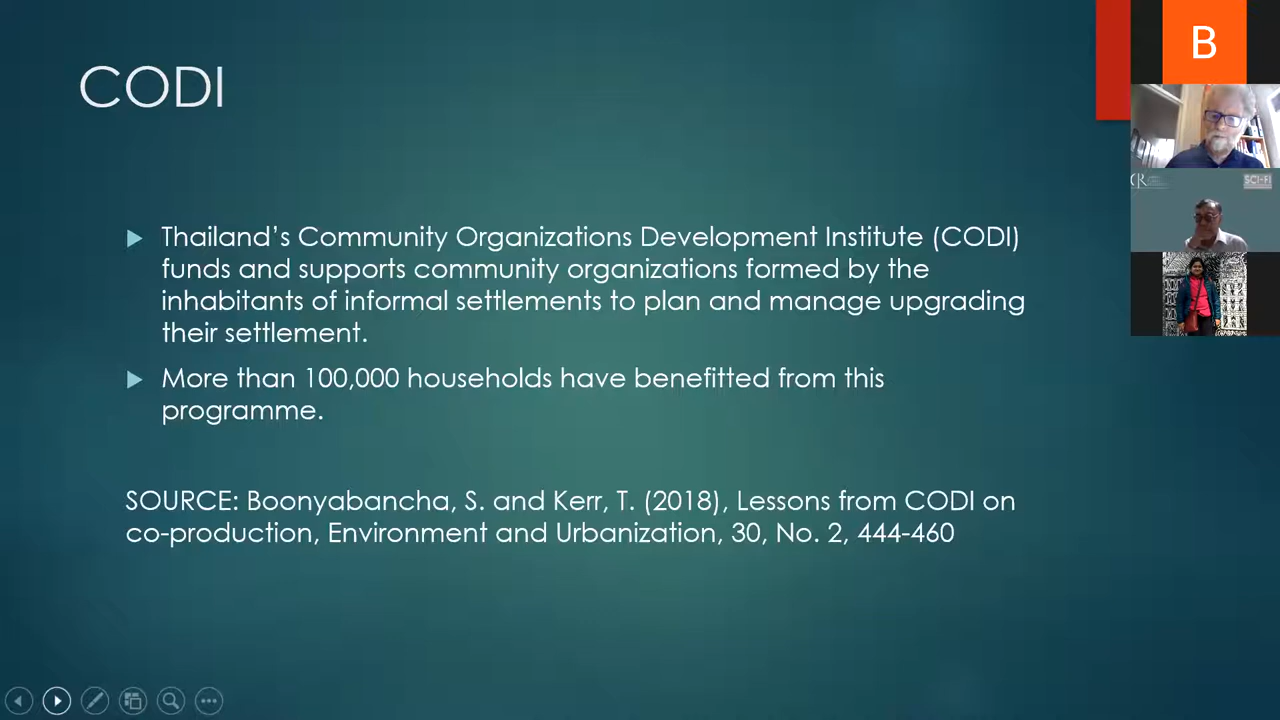 CODI
Thailand's Community Organizations Development Institute (CODI)
funds and supports community organizations formed by the
inhabitants of informal settlements to plan and manage upgrading
their settlement.
More than 100,000 households have benefitted from this
programme.
SOURCE: Boonyabancha, S. and Kerr, T. (2018), Lessons from CODI on
co-production, Environment and Urbanization, 30, No. 2, 444-460
B
SCI-FI